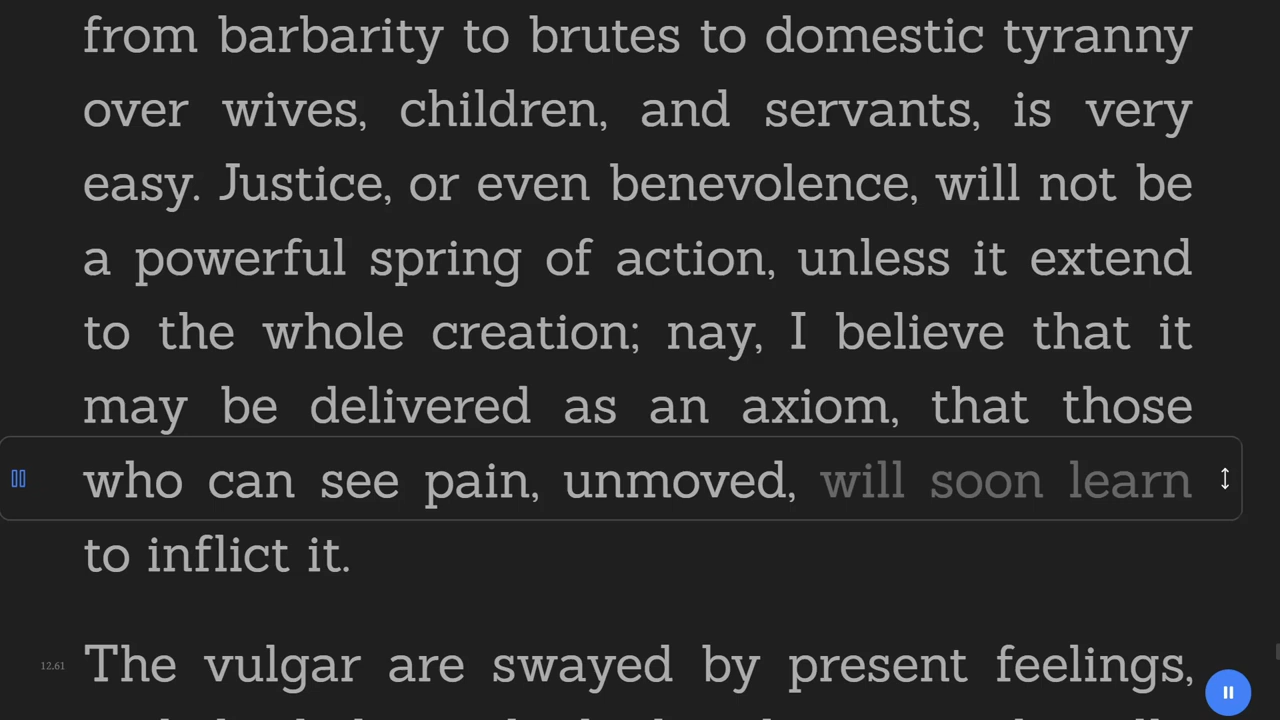 from barbarity to brutes to domestic tyranny
over wives, children, and servants, is very
easy. Justice, or even benevolence, will not be
a powerful spring of action, unless it extend
to the whole creation; nay, I believe that it
may be delivered as an axiom, that those
who can see pain, unmoved, will soon learn
to inflict it.
12.61 The vulgar are swayed by present feelings,